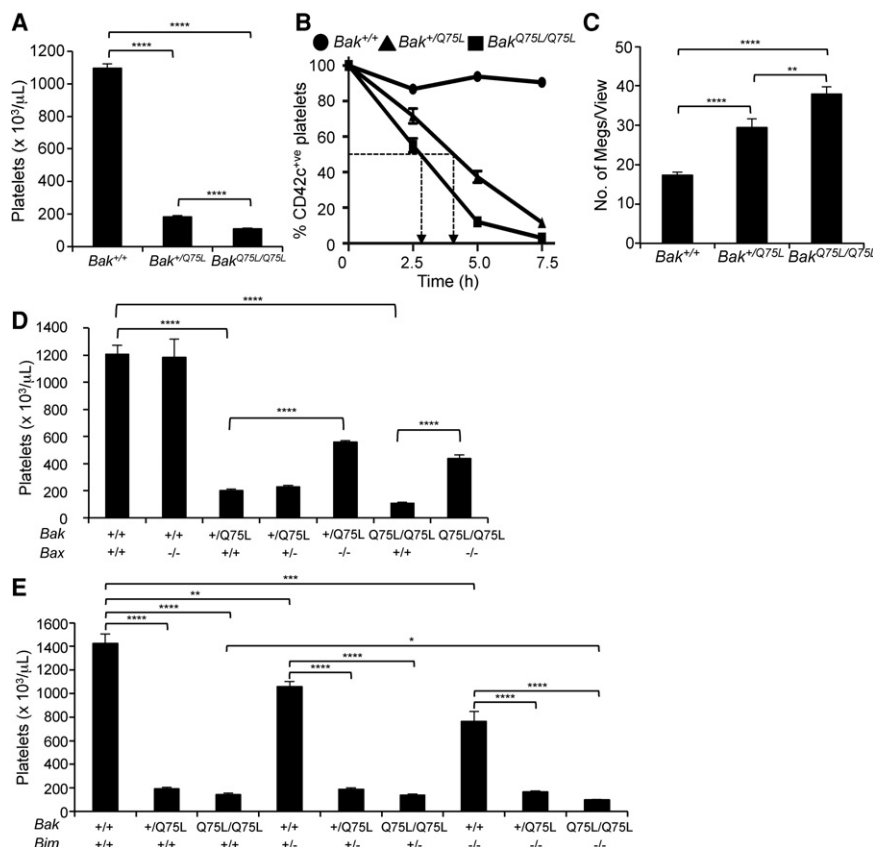 A
****
****
****
Platelets (x 10³/μL)
1200
1000
800
600
400
200
0
Bak+/+
Bak+/Q75L
BakQ75L/Q75L
B
Bak+/+ Bak+/Q75L BakQ75L/Q75L
% CD42c+ve platelets
100
80
60
40
20
0
0 2.5 5.0 7.5
Time (h)
C
****
**
****
No. of Megs/View
50
40
30
20
10
0
Bak+/+
Bak+/Q75L
BakQ75L/Q75L
D
****
****
****
****
Platelets (x 10³/μL)
1400
1200
1000
800
600
400
200
0
Bak +/+ +/+ +/Q75L +/Q75L +/Q75L Q75L/Q75L Q75L/Q75L
Bax +/+ -/- +/+ +/- -/- +/+ -/-
E
***
**
****
****
*
****
****
****
****
Platelets (x 10³/μL)
1600
1400
1200
1000
800
600
400
200
0
Bak +/+ +/Q75L Q75L/Q75L +/+ +/Q75L Q75L/Q75L +/+ +/Q75L Q75L/Q75L
Bim +/+ +/+ +/+ +/- +/- +/- -/- -/- -/-